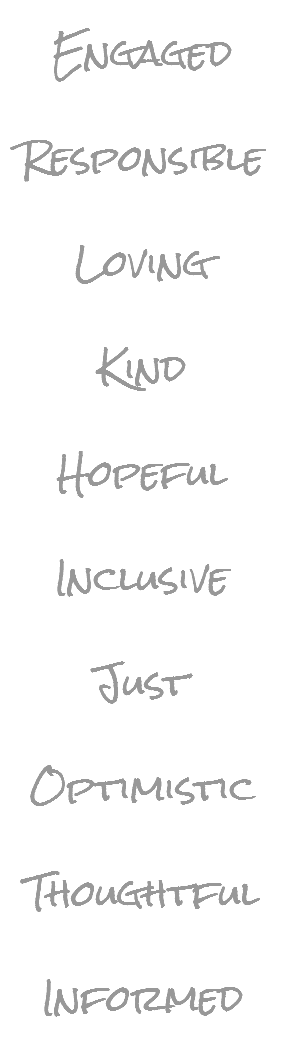 Engaged
Responsible
Loving
Kind
Hopeful
Inclusive
Just
Optimistic
Thoughtful
Informed